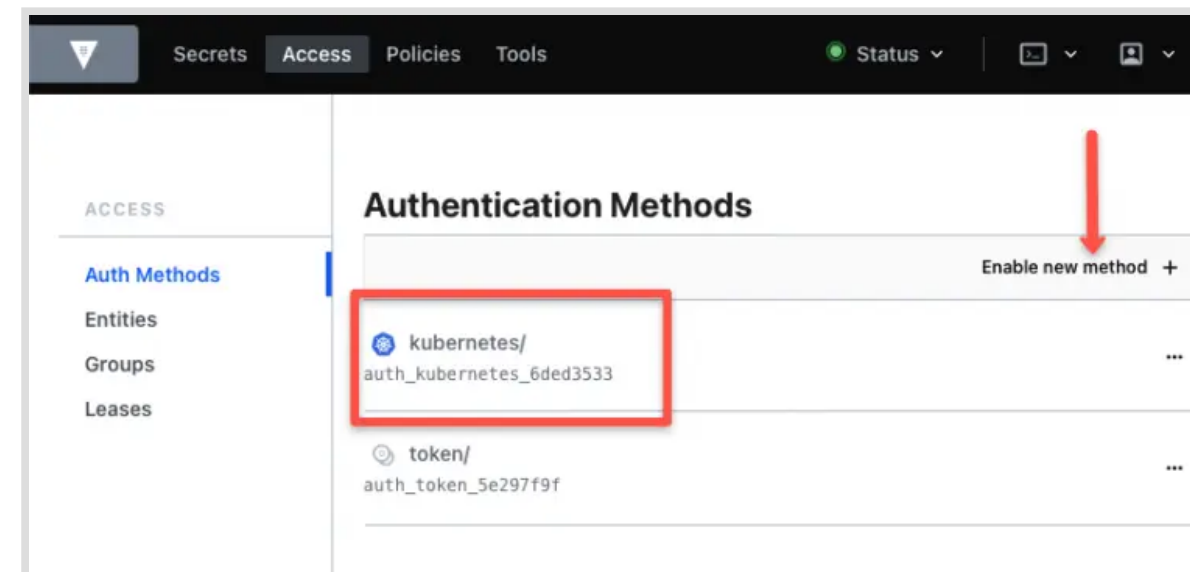 Secrets Access Policies Tools Status
ACCESS
Authentication Methods
Enable new method +
Auth Methods
Entities
Groups
Leases
kubernetes/
auth_kubernetes_6ded3533
token/
auth_token_5e297f9f